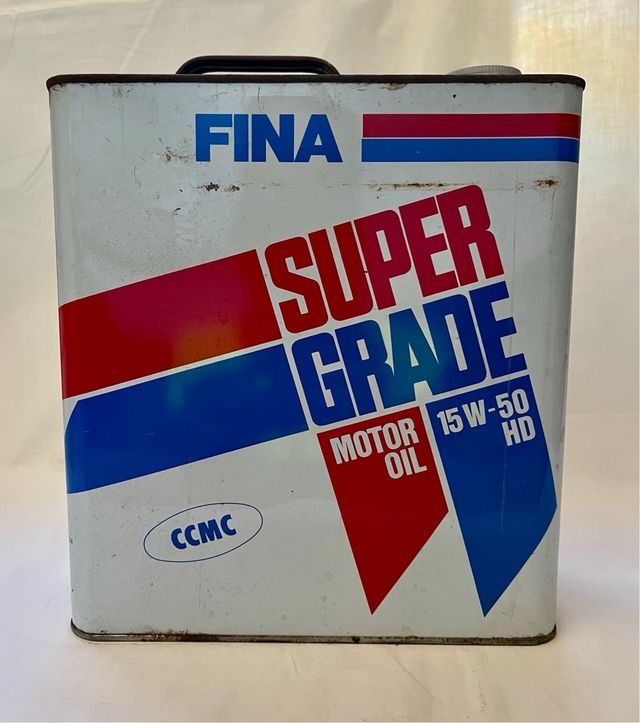 FINA
SUPER
GRADE
MOTOR
OIL
15W-50
HD
CCMC